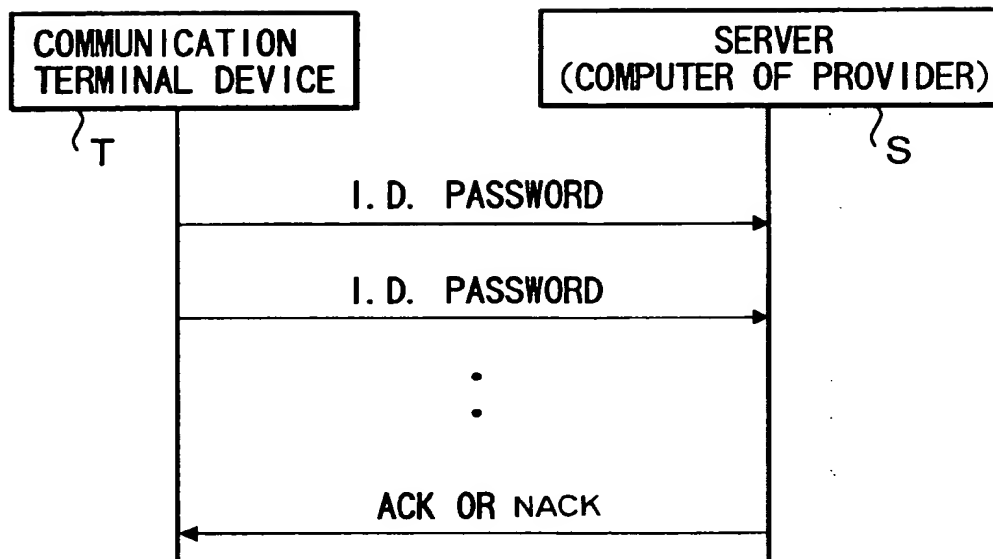 COMMUNICATION
TERMINAL DEVICE
SERVER
(COMPUTER OF PROVIDER)
T
S
I.D. PASSWORD
I.D. PASSWORD
ACK OR NACK